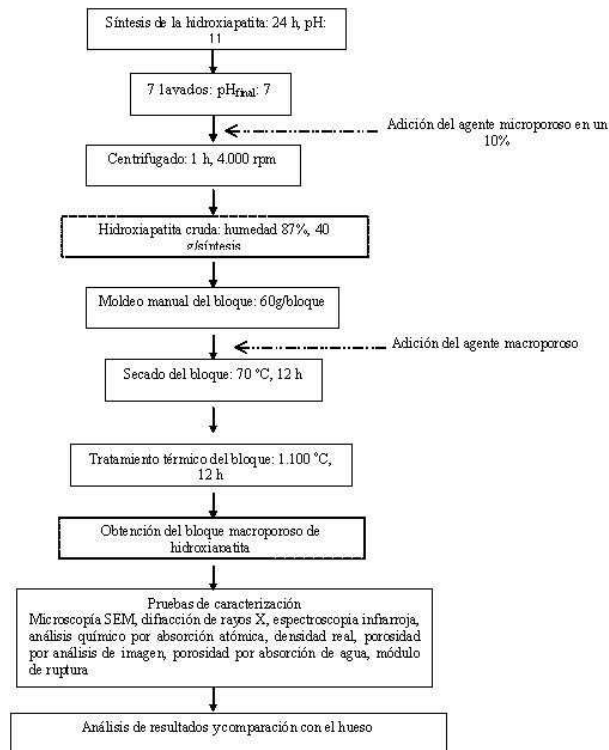 Síntesis de la hidroxiapatita: 24 h, pH:
11
7 lavados: pHfinal: 7
Adición del agente microporoso en un
10%
Centrifugado: 1 h, 4.000 rpm
Hidroxiapatita cruda: humedad 87%, 40
g/síntesis
Moldeo manual del bloque: 60g/bloque
Adición del agente macroporoso
Secado del bloque: 70 °C, 12 h
Tratamiento térmico del bloque: 1.100 °C,
12 h
Obtención del bloque macroporoso de
hidroxiapatita
Pruebas de caracterización
Microscopía SEM, difracción de rayos X, espectroscopia infrarroja,
análisis químico por absorción atómica, densidad real, porosidad
por análisis de imagen, porosidad por absorción de agua, módulo
de ruptura
Análisis de resultados y comparación con el hueso